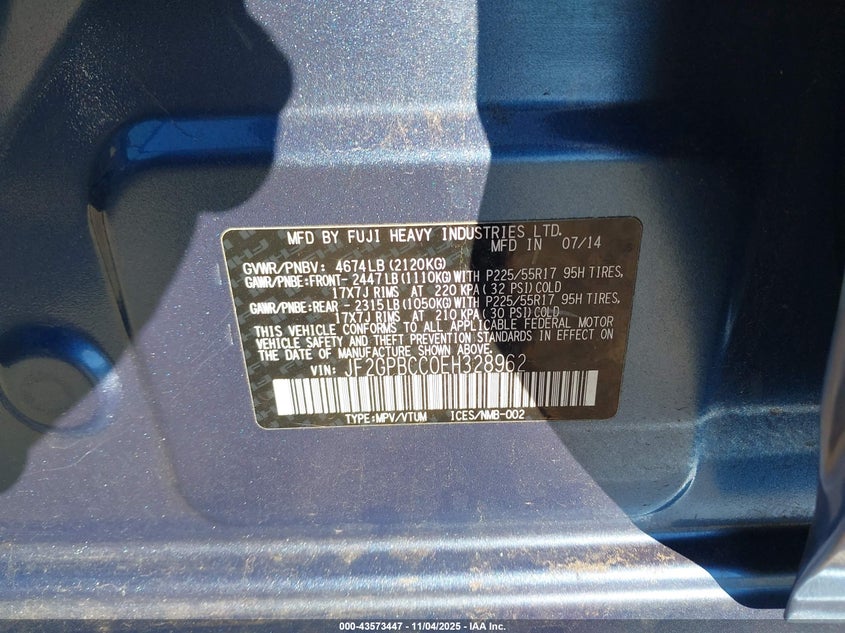 MFD BY FUJI HEAVY INDUSTRIES LTD.
MFD IN 07/14
GVWR/PNBV: 4674LB(2120KG)
GAWR/PNBE:FRONT- 2447LB(1110KG)WITH P225/55R17 95H TIRES,
17X7J RIMS AT 220 KPA(32 PSI)COLD
GAWR/PNBE:REAR - 2315LB(1050KG)WITH P225/55R17 95H TIRES,
17X7J RIMS AT 210 KPA(30 PSI)COLD
THIS VEHICLE CONFORMS TO ALL APPLICABLE FEDERAL MOTOR
VEHICLE SAFETY AND THEFT PREVENTION STANDARDS IN EFFECT ON
THE DATE OF MANUFACTURE SHOWN ABOVE.
VIN: JF2GPBCC0EH328962
TYPE:MPV/VTUM ICES/NMB-002
000-43573447 - 11/04/2025 - IAA Inc.